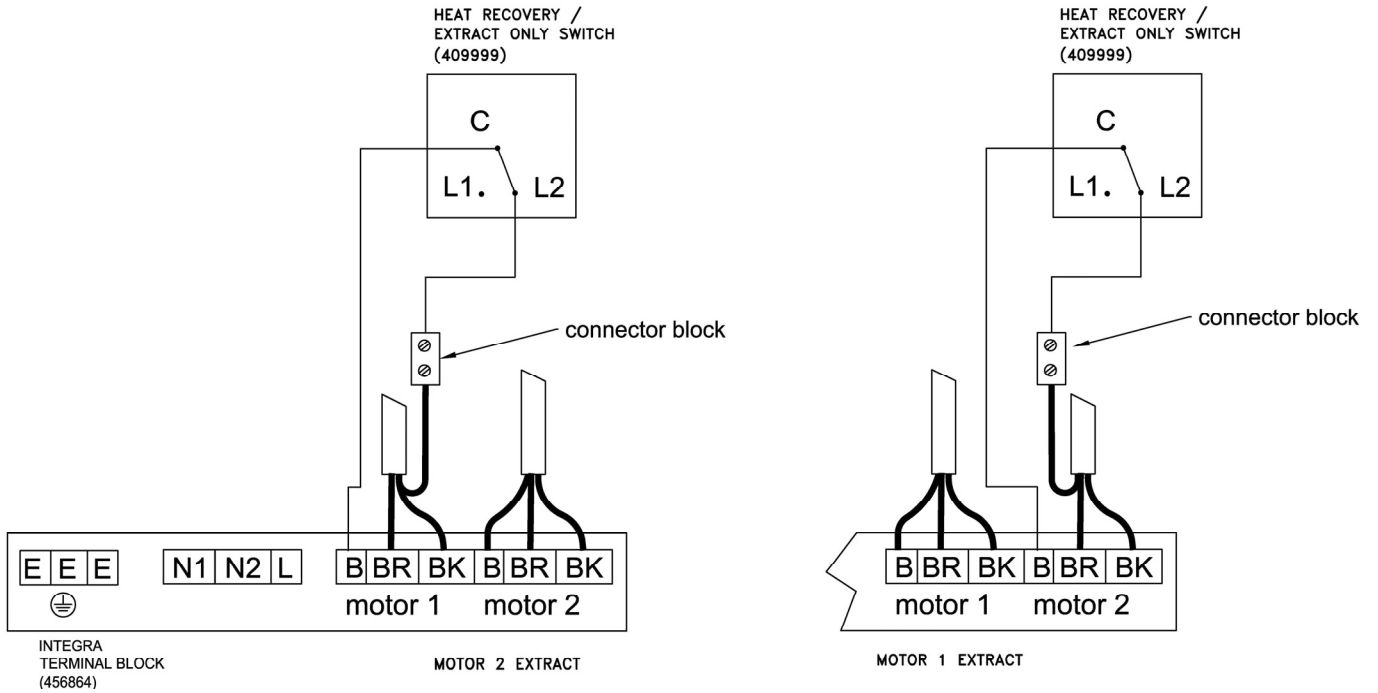 HEAT RECOVERY /
EXTRACT ONLY SWITCH
(409999)
C
L1. L2
connector block
E E E N1 N2 L B BR BK B BR BK
motor 1 motor 2
INTEGRA
TERMINAL BLOCK
(456864)
MOTOR 2 EXTRACT
HEAT RECOVERY /
EXTRACT ONLY SWITCH
(409999)
C
L1. L2
connector block
B BR BK B BR BK
motor 1 motor 2
MOTOR 1 EXTRACT